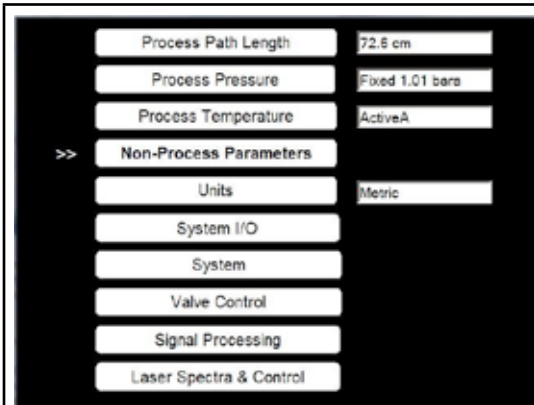 Process Path Length 72.6 cm
Process Pressure Fixed 1.01 bara
Process Temperature ActiveA
>> Non-Process Parameters
Units Metric
System I/O
System
Valve Control
Signal Processing
Laser Spectra & Control